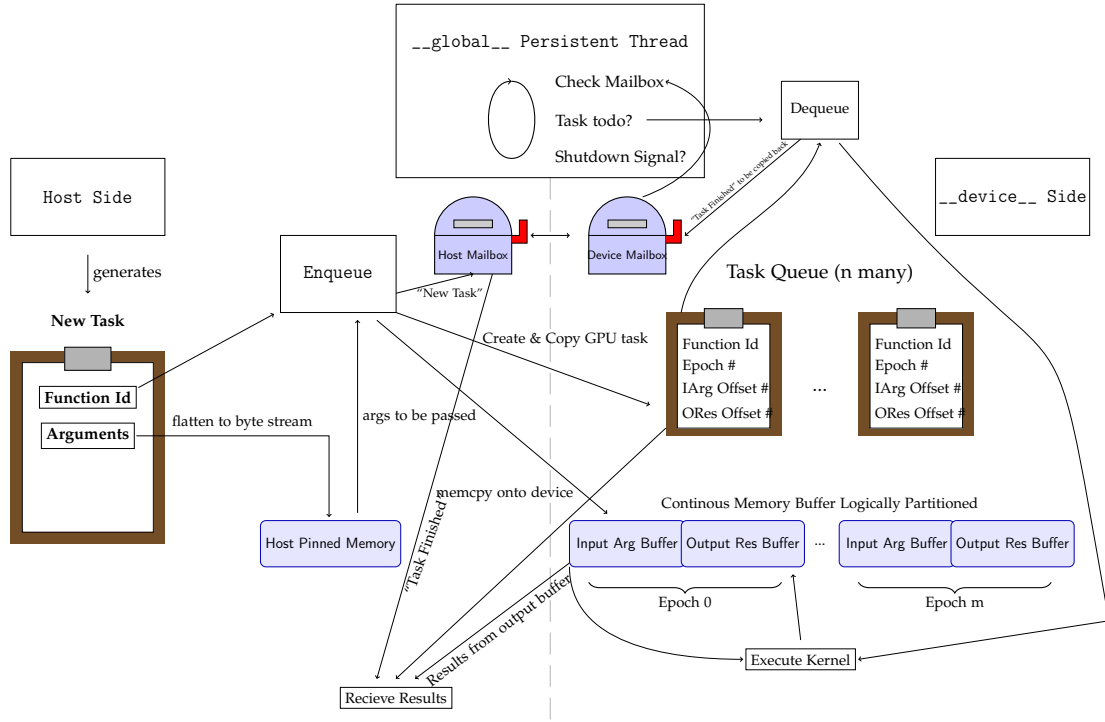 __global__ Persistent Thread
Check Mailbox
Task todo?
Shutdown Signal?
Dequeue
"Task Finished" to be copied back
Host Side
__device__ Side
generates
Enqueue
Host Mailbox
Device Mailbox
"New Task"
Task Queue (n many)
New Task
Create & Copy GPU task
Function Id
Arguments
flatten to byte stream
args to be passed
Function Id
Epoch #
IArg Offset #
ORes Offset #
...
Function Id
Epoch #
IArg Offset #
ORes Offset #
memcpy onto device
"Task Finished"
Continous Memory Buffer Logically Partitioned
Host Pinned Memory
Input Arg Buffer
Output Res Buffer
...
Input Arg Buffer
Output Res Buffer
Epoch 0
Epoch m
Results from output buffer
Execute Kernel
Recieve Results